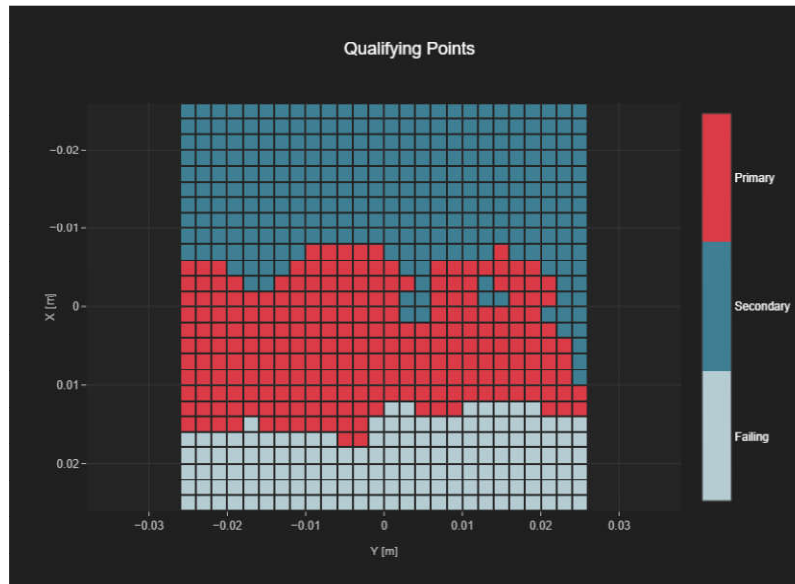 Qualifying Points
Primary
Secondary
Failing
−0.02
−0.01
0
0.01
0.02
X [m]
−0.03
−0.02
−0.01
0
0.01
0.02
0.03
Y [m]